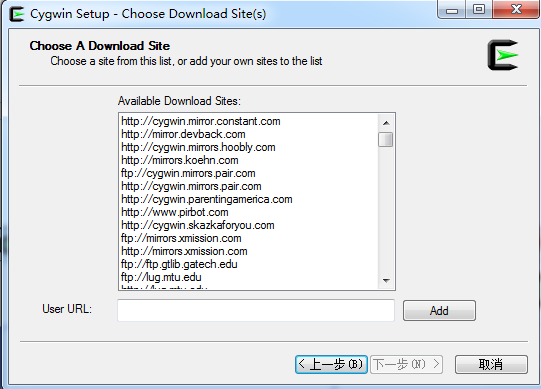 Cygwin Setup - Choose Download Site(s)
Choose A Download Site
Choose a site from this list, or add your own sites to the list
Available Download Sites:
http://cygwin.mirror.constant.com
http://mirror.devback.com
http://cygwin.mirrors.hoobly.com
http://mirrors.koehn.com
ftp://cygwin.mirrors.pair.com
http://cygwin.mirrors.pair.com
http://cygwin.parentingamerica.com
http://www.pirbot.com
http://cygwin.skazkaforyou.com
ftp://mirrors.xmission.com
http://mirrors.xmission.com
ftp://ftp.gtlib.gatech.edu
ftp://lug.mtu.edu
http://lug.mtu.edu
User URL:
Add
< 上一步(B)
下一步(N) >
取消